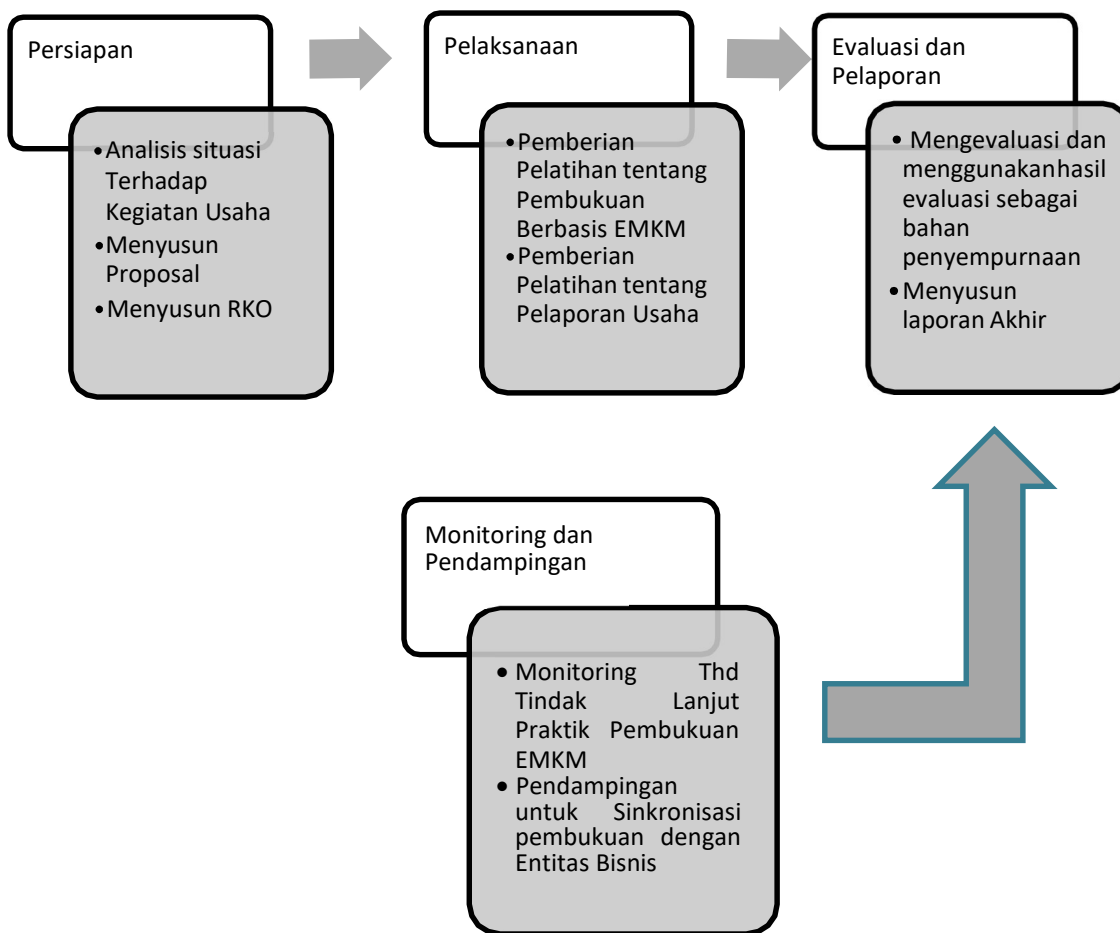 Persiapan
•Analisis situasi
Terhadap
Kegiatan Usaha
•Menyusun
Proposal
•Menyusun RKO
Pelaksanaan
•Pemberian
Pelatihan tentang
Pembukuan
Berbasis EMKM
•Pemberian
Pelatihan tentang
Pelaporan Usaha
Evaluasi dan
Pelaporan
• Mengevaluasi dan
menggunakanhasil
evaluasi sebagai
bahan
penyempurnaan
• Menyusun
laporan Akhir
Monitoring dan
Pendampingan
• Monitoring Thd
Tindak Lanjut
Praktik Pembukuan
EMKM
• Pendampingan
untuk Sinkronisasi
pembukuan dengan
Entitas Bisnis